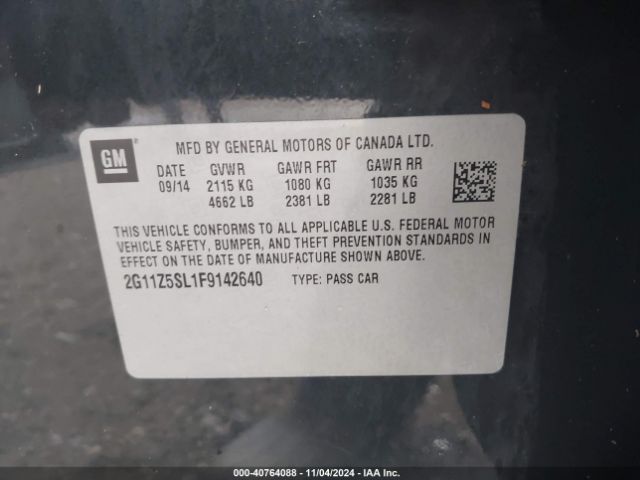 GM
MFD BY GENERAL MOTORS OF CANADA LTD.
DATE GVWR GAWR FRT GAWR RR
09/14 2115 KG 1080 KG 1035 KG
4662 LB 2381 LB 2281 LB
THIS VEHICLE CONFORMS TO ALL APPLICABLE U.S. FEDERAL MOTOR
VEHICLE SAFETY, BUMPER, AND THEFT PREVENTION STANDARDS IN
EFFECT ON THE DATE OF MANUFACTURE SHOWN ABOVE.
2G11Z5SL1F9142640 TYPE: PASS CAR
000-40764088 - 11/04/2024 - IAA Inc.